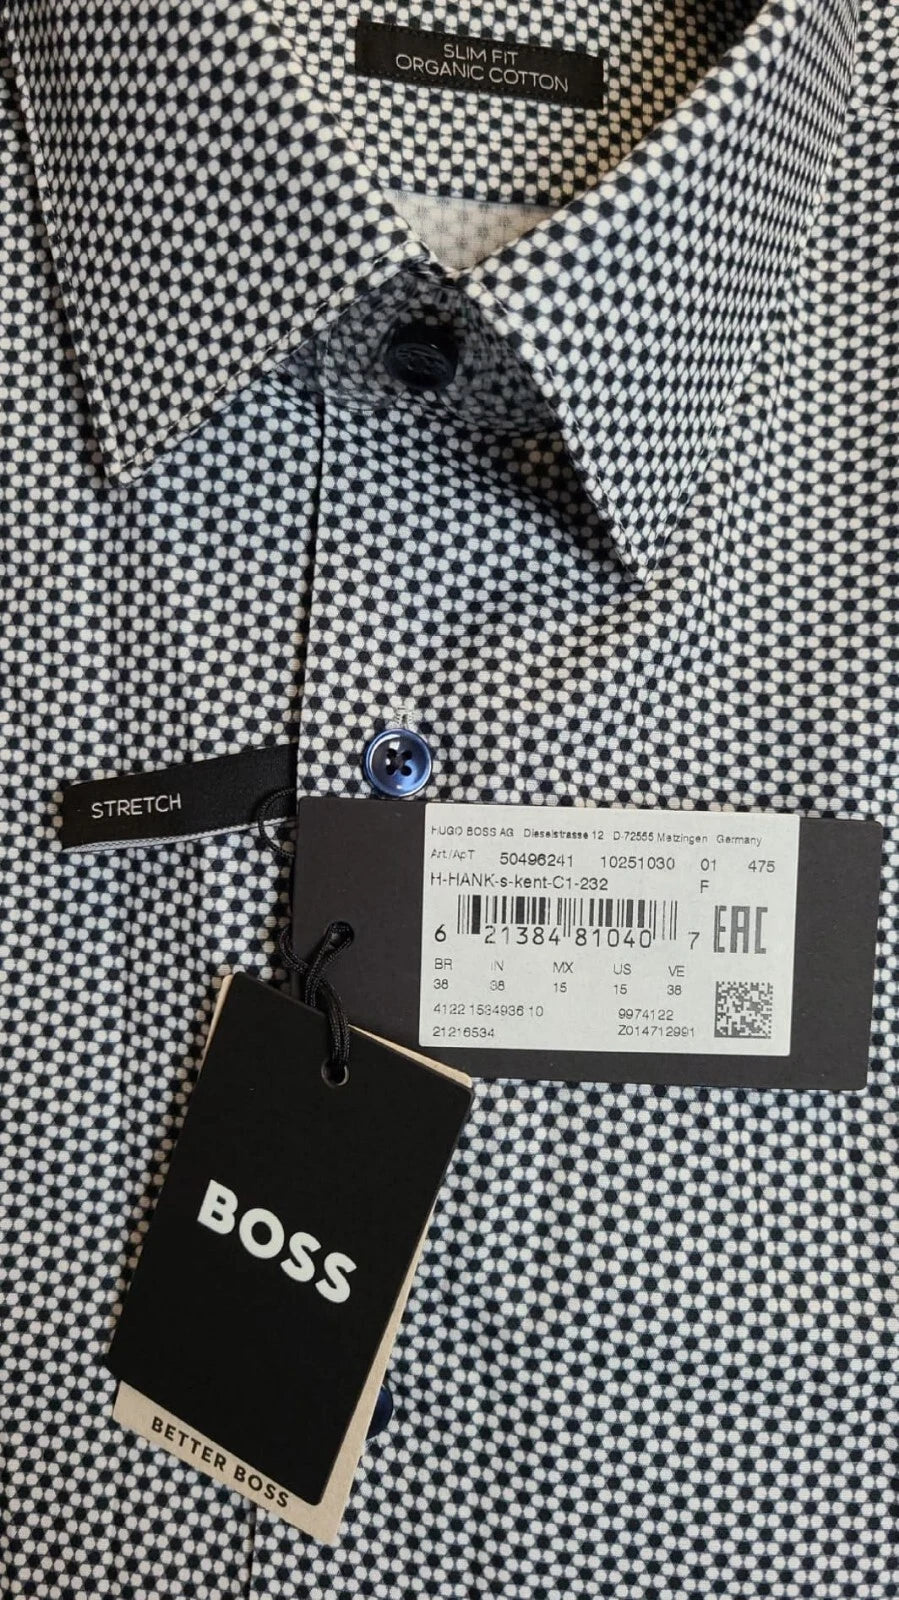 SLIM FIT
ORGANIC COTTON
STRETCH
HUGO BOSS AG Dieselstrasse 12 D-72555 Metzingen Germany
Art./ApT 50496241 10251030 01 475
H-HANK-s-kent-C1-232 F
6 21384 81040 7 EAC
BR IN MX US VE
38 38 15 15 38
4122 1534936 10 9974122
21216534 Z014712991
BOSS
BETTER BOSS